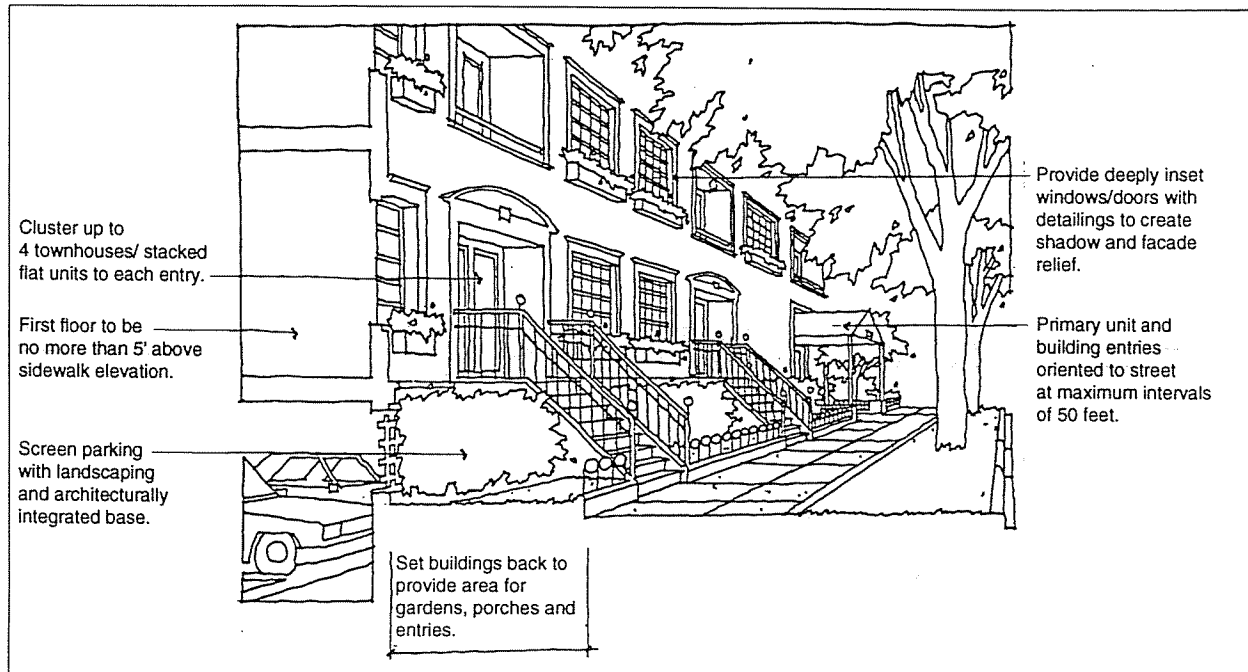 Cluster up to
4 townhouses/ stacked
flat units to each entry.
First floor to be
no more than 5' above
sidewalk elevation.
Screen parking
with landscaping
and architecturally
integrated base.
Set buildings back to
provide area for
gardens, porches and
entries.
Provide deeply inset
windows/doors with
detailings to create
shadow and facade
relief.
Primary unit and
building entries
oriented to street
at maximum intervals
of 50 feet.